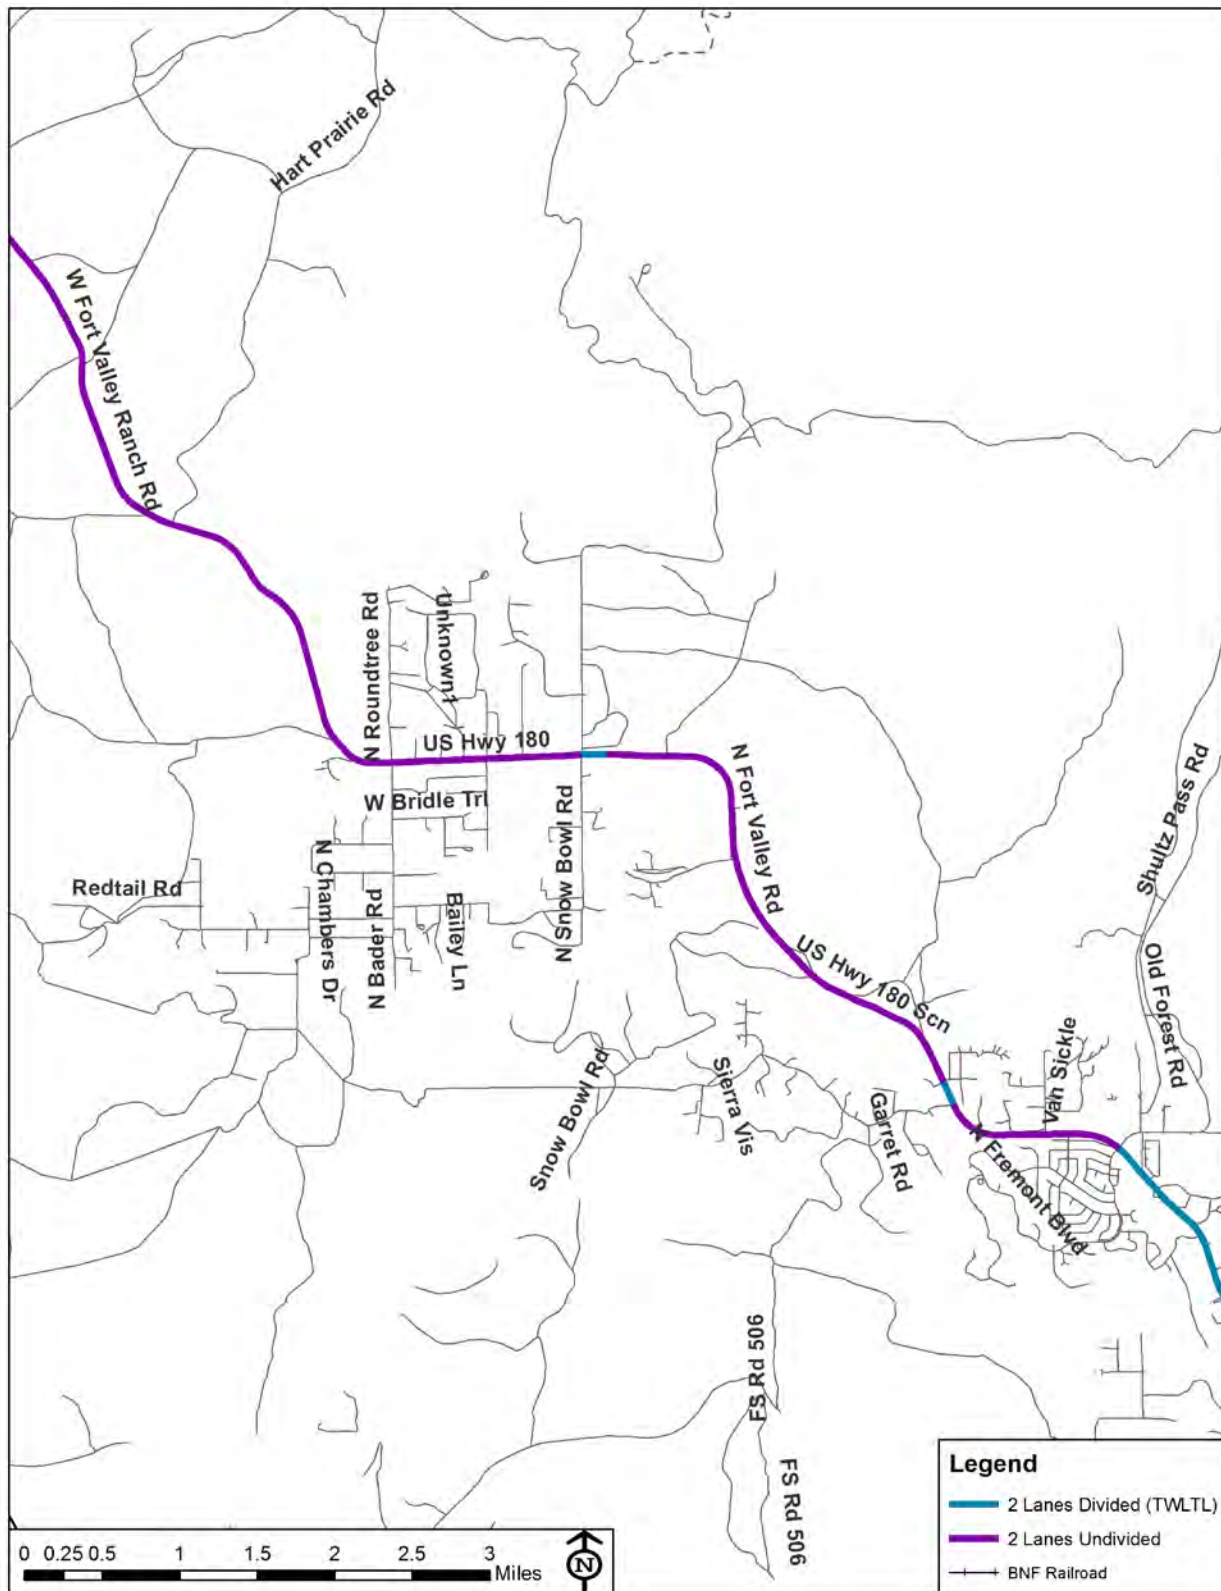 Hart Prairie Rd
W Fort Valley Ranch Rd
N Roundtree Rd
Unknown1
US Hwy 180
N Fort Valley Rd
W Bridle Trl
N Snow Bowl Rd
Shultz Pass Rd
N Chambers Dr
Redtail Rd
N Bader Rd
Bailey Ln
US Hwy 180 Scn
Old Forest Rd
Van Sickle
Snow Bowl Rd
Sierra Vis
Garret Rd
N Fremont Blvd
FS Rd 506
FS Rd 506
Legend
2 Lanes Divided (TWLTL)
2 Lanes Undivided
BNF Railroad
0 0.25 0.5 1 1.5 2 2.5 3
Miles
N